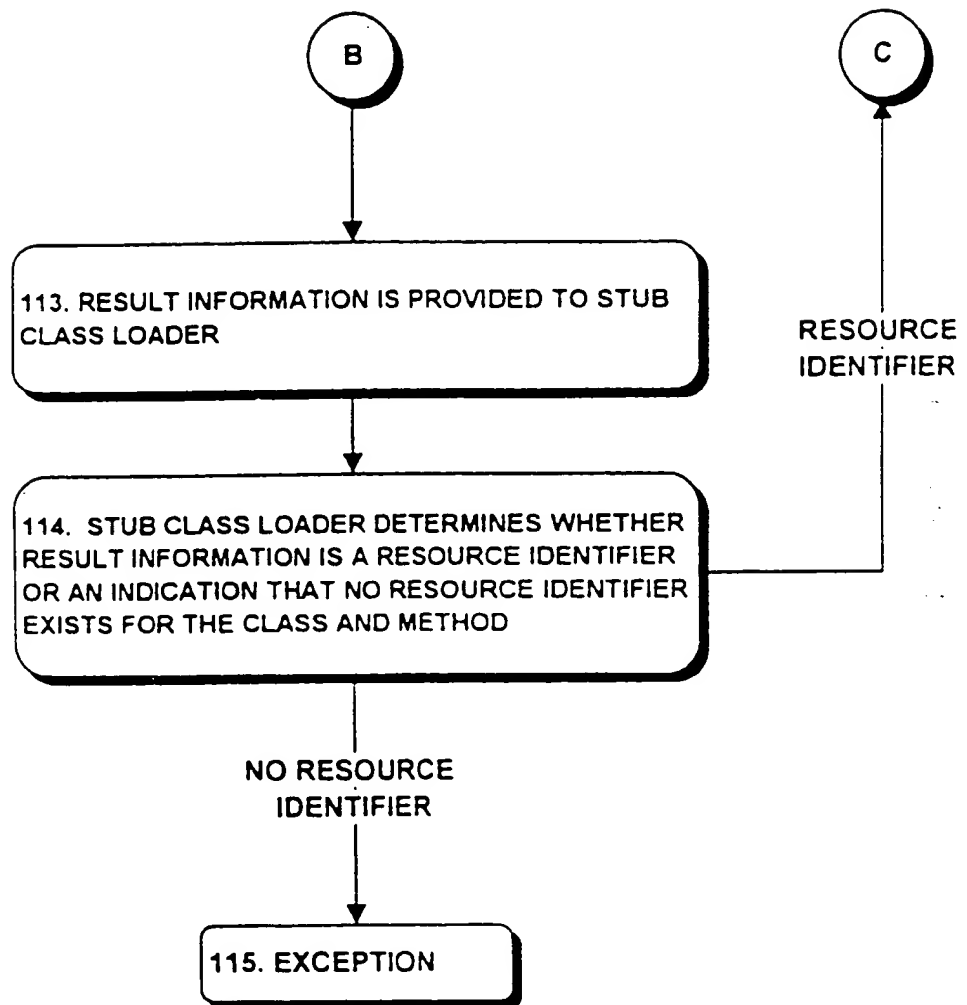 B
C
113. RESULT INFORMATION IS PROVIDED TO STUB
CLASS LOADER
RESOURCE
IDENTIFIER
114. STUB CLASS LOADER DETERMINES WHETHER
RESULT INFORMATION IS A RESOURCE IDENTIFIER
OR AN INDICATION THAT NO RESOURCE IDENTIFIER
EXISTS FOR THE CLASS AND METHOD
NO RESOURCE
IDENTIFIER
115. EXCEPTION